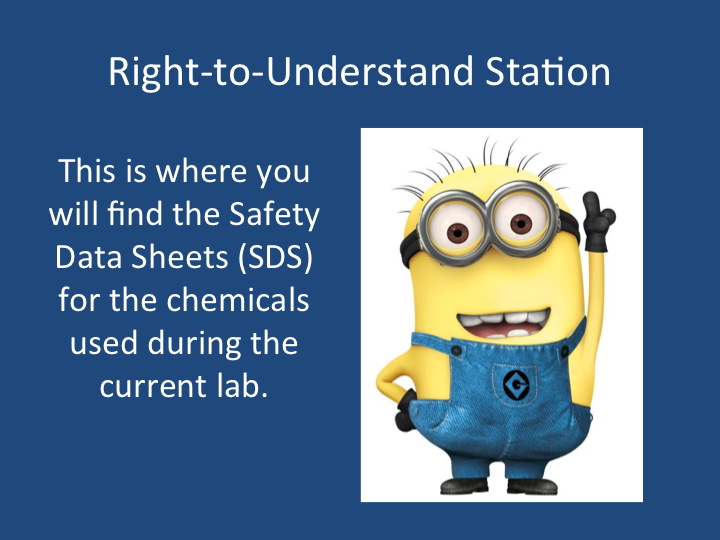 Right-to-Understand Station
This is where you
will find the Safety
Data Sheets (SDS)
for the chemicals
used during the
current lab.